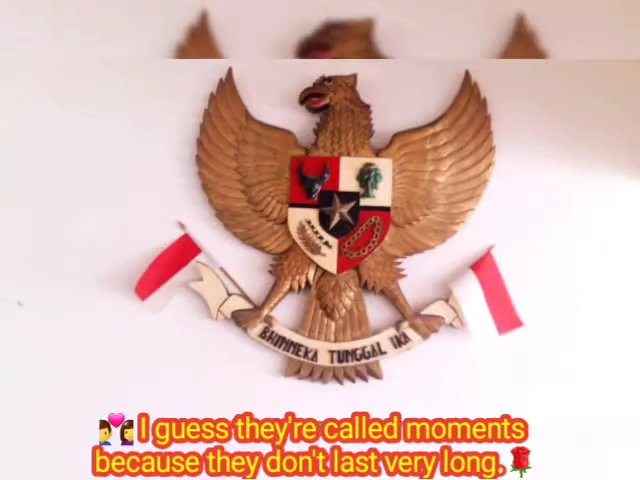 BHINNEKA TUNGGAL IKA
💏I guess they're called moments
because they don't last very long.🌹